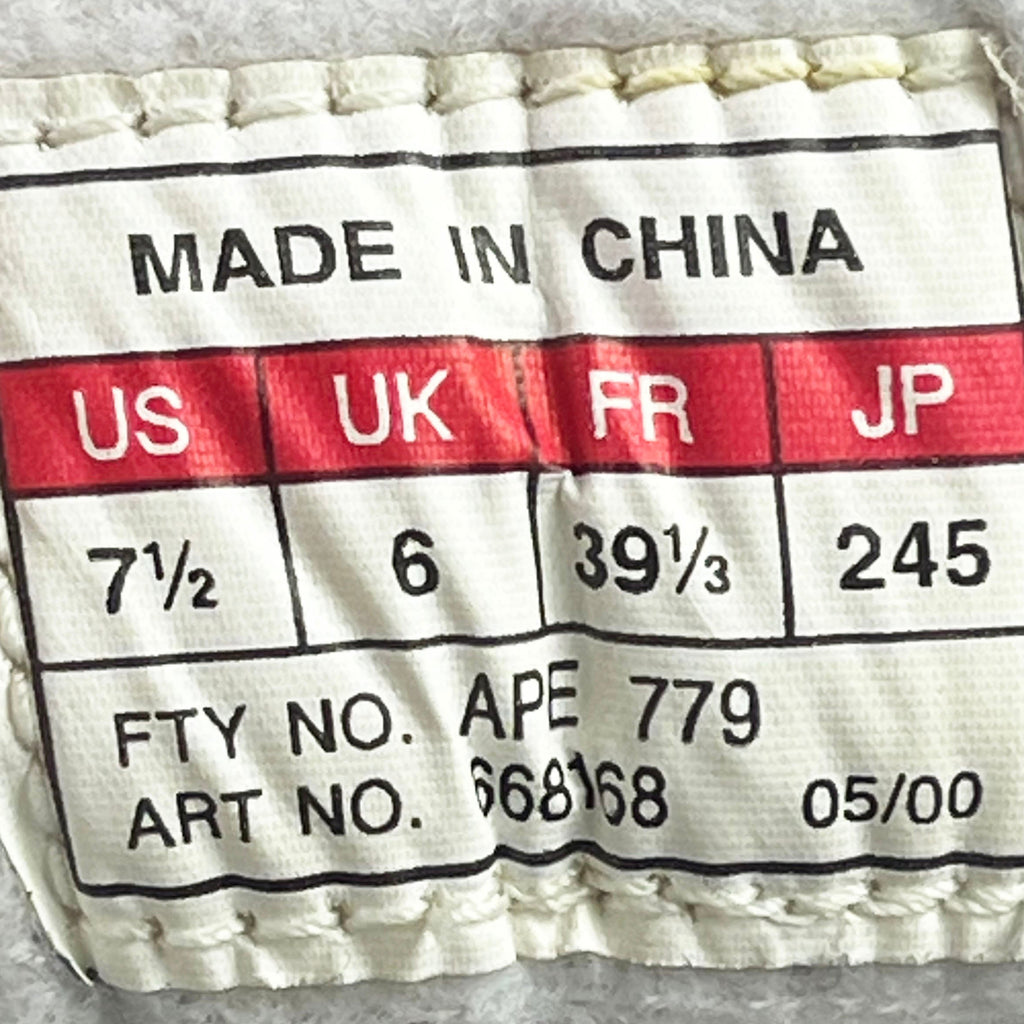 MADE IN CHINA
US UK FR JP
7½ 6 39⅓ 245
FTY NO. APE 779
ART NO. 668168 05/00